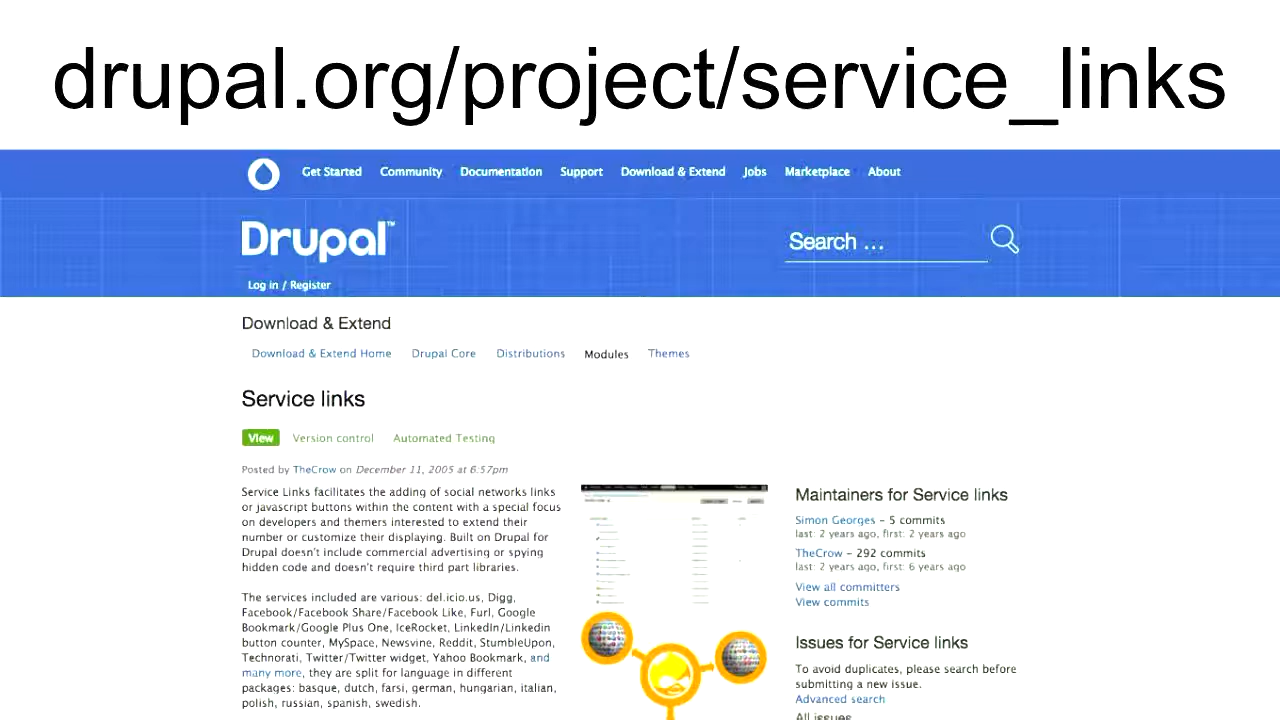 drupal.org/project/service_links
Get Started Community Documentation Support Download & Extend Jobs Marketplace About
Drupal™
Search ...
Log in / Register
Download & Extend
Download & Extend Home Drupal Core Distributions Modules Themes
Service links
View Version control Automated Testing
Posted by TheCrow on December 11, 2005 at 6:57pm
Service Links facilitates the adding of social networks links
or javascript buttons within the content with a special focus
on developers and themers interested to extend their
number or customize their displaying. Built on Drupal for
Drupal doesn't include commercial advertising or spying
hidden code and doesn't require third part libraries.
The services included are various: del.icio.us, Digg,
Facebook/Facebook Share/Facebook Like, Furl, Google
Bookmark/Google Plus One, IceRocket, LinkedIn/Linkedin
button counter, MySpace, Newsvine, Reddit, StumbleUpon,
Technorati, Twitter/Twitter widget, Yahoo Bookmark, and
many more, they are split for language in different
packages: basque, dutch, farsi, german, hungarian, italian,
polish, russian, spanish, swedish.
Maintainers for Service links
Simon Georges – 5 commits
last: 2 years ago, first: 2 years ago
TheCrow – 292 commits
last: 2 years ago, first: 6 years ago
View all committers
View commits
Issues for Service links
To avoid duplicates, please search before
submitting a new issue.
Advanced search
All issues